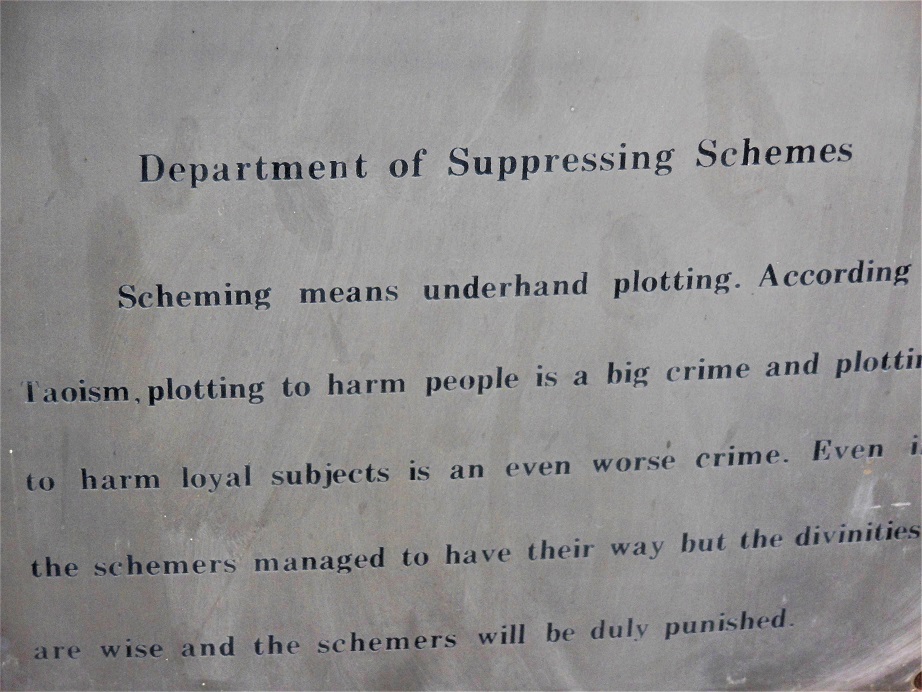 Department of Suppressing Schemes
Scheming means underhand plotting. According
Taoism, plotting to harm people is a big crime and plottin
to harm loyal subjects is an even worse crime. Even i
the schemers managed to have their way but the divinities
are wise and the schemers will be duly punished.